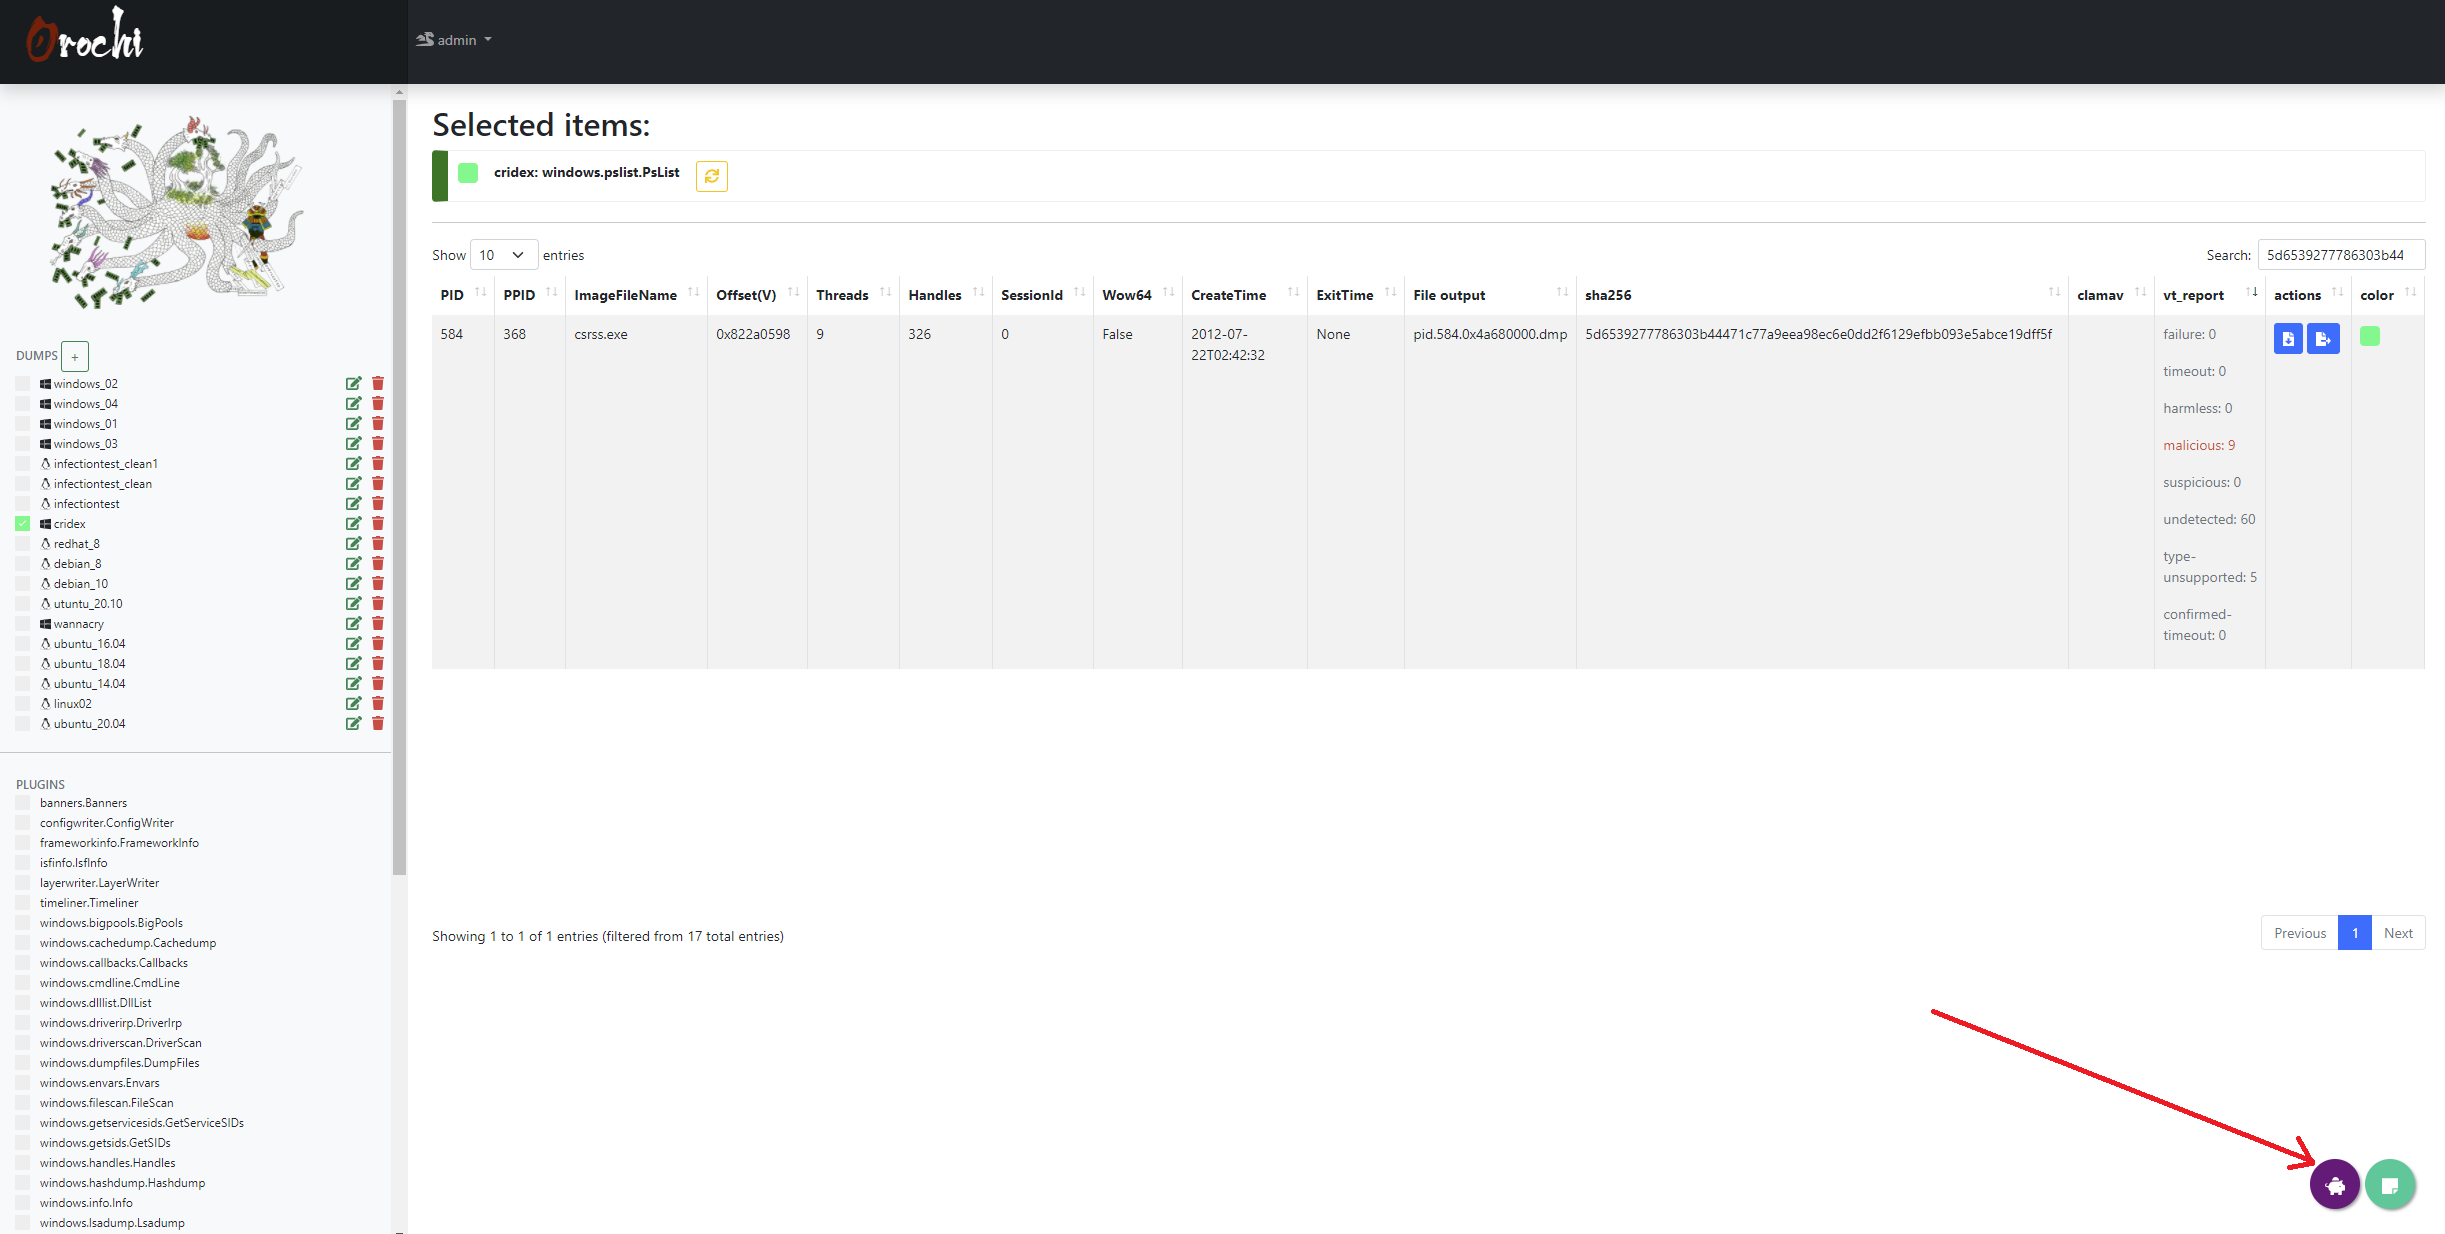 Orochi
admin
DUMPS +
windows_02
windows_04
windows_01
windows_03
infectiontest_clean1
infectiontest_clean
infectiontest
cridex
redhat_8
debian_8
debian_10
utuntu_20.10
wannacry
ubuntu_16.04
ubuntu_18.04
ubuntu_14.04
linux02
ubuntu_20.04
PLUGINS
banners.Banners
configwriter.ConfigWriter
frameworkinfo.FrameworkInfo
isfinfo.IsfInfo
layerwriter.LayerWriter
timeliner.Timeliner
windows.bigpools.BigPools
windows.cachedump.Cachedump
windows.callbacks.Callbacks
windows.cmdline.CmdLine
windows.dlllist.DllList
windows.driverirp.DriverIrp
windows.driverscan.DriverScan
windows.dumpfiles.DumpFiles
windows.envars.Envars
windows.filescan.FileScan
windows.getservicesids.GetServiceSIDs
windows.getsids.GetSIDs
windows.handles.Handles
windows.hashdump.Hashdump
windows.info.Info
windows.lsadump.Lsadump
Selected items:
cridex: windows.pslist.PsList
Show 10 entries
Search: 5d6539277786303b44
PID PPID ImageFileName Offset(V) Threads Handles SessionId Wow64 CreateTime ExitTime File output sha256 clamav vt_report actions color
584 368 csrss.exe 0x822a0598 9 326 0 False 2012-07- None pid.584.0x4a680000.dmp 5d6539277786303b44471c77a9eea98ec6e0dd2f6129efbb093e5abce19dff5f failure: 0
22T02:42:32
timeout: 0
harmless: 0
malicious: 9
suspicious: 0
undetected: 60
type-
unsupported: 5
confirmed-
timeout: 0
Showing 1 to 1 of 1 entries (filtered from 17 total entries)
Previous 1 Next